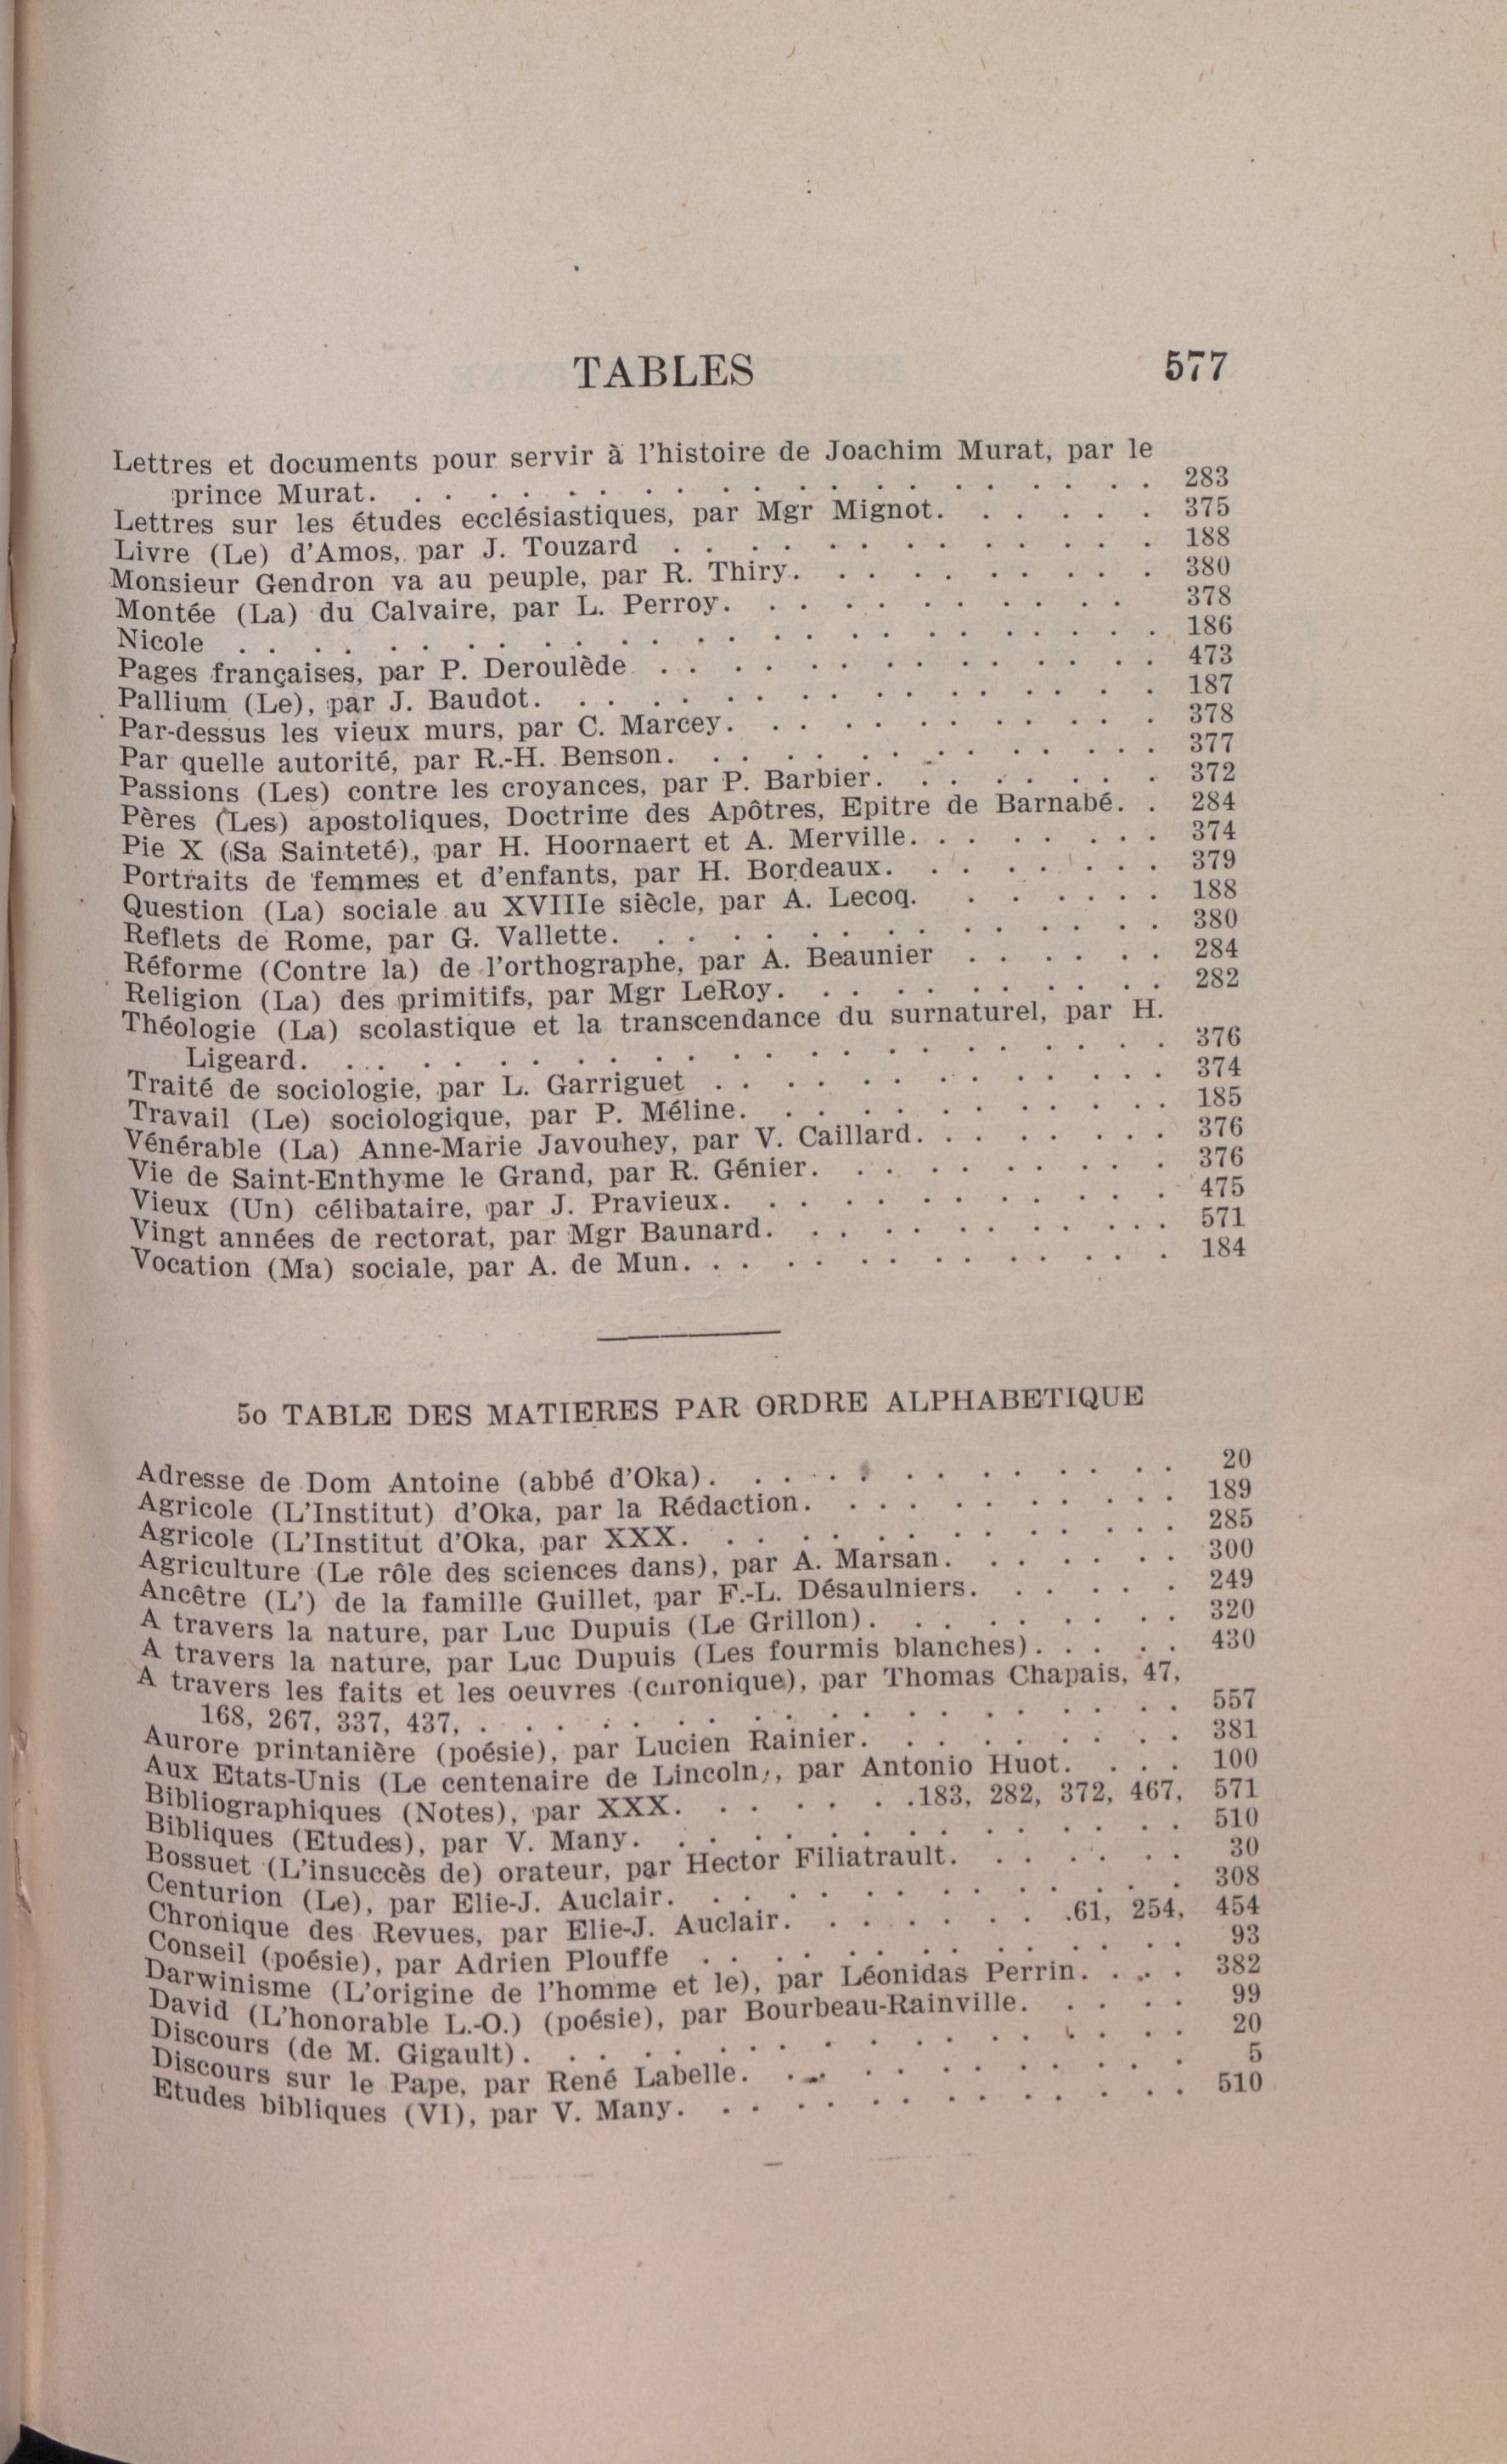 TABLES 577
Lettres et documents pour servir à l'histoire de Joachim Murat, par le
prince Murat. . . . . . . . . . . . 283
Lettres sur les études ecclésiastiques, par Mgr Mignot. . . . . . 375
Livre (Le) d'Amos, par J. Touzard . . . . . . . . 188
Monsieur Gendron va au peuple, par R. Thiry. . . . . . . 380
Montée (La) du Calvaire, par L. Perroy. . . . . . . 378
Nicole . . . . . . . . . . . . 186
Pages françaises, par P. Deroulède . . . . . . . . 473
Pallium (Le), par J. Baudot. . . . . . . . . 187
Par-dessus les vieux murs, par C. Marcey. . . . . . . 378
Par quelle autorité, par R.-H. Benson. . . . . . . . 377
Passions (Les) contre les croyances, par P. Barbier. . . . . . 372
Pères (Les) apostoliques, Doctrine des Apôtres, Epitre de Barnabé. . 284
Pie X (Sa Sainteté), par H. Hoornaert et A. Merville. . . . . . 374
Portraits de femmes et d'enfants, par H. Bordeaux. . . . . . 379
Question (La) sociale au XVIIIe siècle, par A. Lecoq. . . . . . 188
Reflets de Rome, par G. Vallette. . . . . . . . 380
Réforme (Contre la) de l'orthographe, par A. Beaunier . . . . . . 284
Religion (La) des primitifs, par Mgr LeRoy. . . . . . . 282
Théologie (La) scolastique et la transcendance du surnaturel, par H.
Ligeard. . . . . . . . . . . . 376
Traité de sociologie, par L. Garriguet . . . . . . . . 374
Travail (Le) sociologique, par P. Méline. . . . . . . . 185
Vénérable (La) Anne-Marie Javouhey, par V. Caillard. . . . . . 376
Vie de Saint-Enthyme le Grand, par R. Génier. . . . . . . 376
Vieux (Un) célibataire, par J. Pravieux. . . . . . . . 475
Vingt années de rectorat, par Mgr Baunard. . . . . . . . 571
Vocation (Ma) sociale, par A. de Mun. . . . . . . . 184
5o TABLE DES MATIERES PAR ORDRE ALPHABETIQUE
Adresse de Dom Antoine (abbé d'Oka). . . . . . . . 20
Agricole (L'Institut) d'Oka, par la Rédaction. . . . . . . 189
Agricole (L'Institut d'Oka, par XXX. . . . . . . . 285
Agriculture (Le rôle des sciences dans), par A. Marsan. . . . . . 300
Ancêtre (L') de la famille Guillet, par F.-L. Désaulniers. . . . . 249
A travers la nature, par Luc Dupuis (Le Grillon). . . . . . 320
A travers la nature, par Luc Dupuis (Les fourmis blanches). . . . . 430
A travers les faits et les oeuvres (curonique), par Thomas Chapais, 47,
168, 267, 337, 437, . . . . . . . . . . 557
Aurore printanière (poésie), par Lucien Rainier. . . . . . . 381
Aux Etats-Unis (Le centenaire de Lincoln,, par Antonio Huot. . . . 100
Bibliographiques (Notes), par XXX. . . . . .183, 282, 372, 467, 571
Bibliques (Etudes), par V. Many. . . . . . . . . 510
Bossuet (L'insuccès de) orateur, par Hector Filiatrault. . . . . . 30
Centurion (Le), par Elie-J. Auclair. . . . . . . . 308
Chronique des Revues, par Elie-J. Auclair. . . . . .61, 254, 454
Conseil (poésie), par Adrien Plouffe . . . . . . . . 93
Darwinisme (L'origine de l'homme et le), par Léonidas Perrin. . . . 382
David (L'honorable L.-O.) (poésie), par Bourbeau-Rainville. . . . . 99
Discours (de M. Gigault). . . . . . . . . . 20
Discours sur le Pape, par René Labelle. . . . . . . . 5
Etudes bibliques (VI), par V. Many. . . . . . . . 510